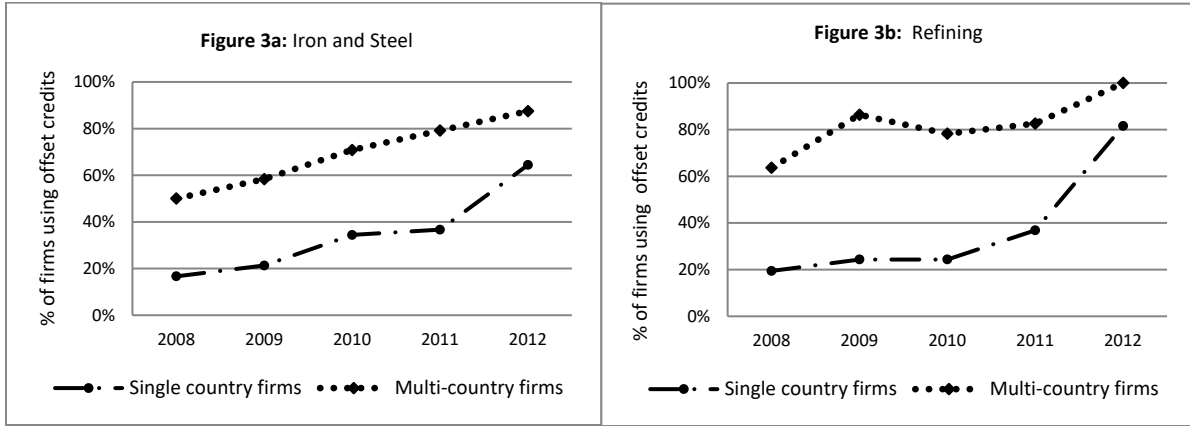 Figure 3a: Iron and Steel
% of firms using offset credits
100%
80%
60%
40%
20%
0%
2008 2009 2010 2011 2012
Single country firms Multi-country firms
Figure 3b: Refining
% of firms using offset credits
100%
80%
60%
40%
20%
0%
2008 2009 2010 2011 2012
Single country firms Multi-country firms